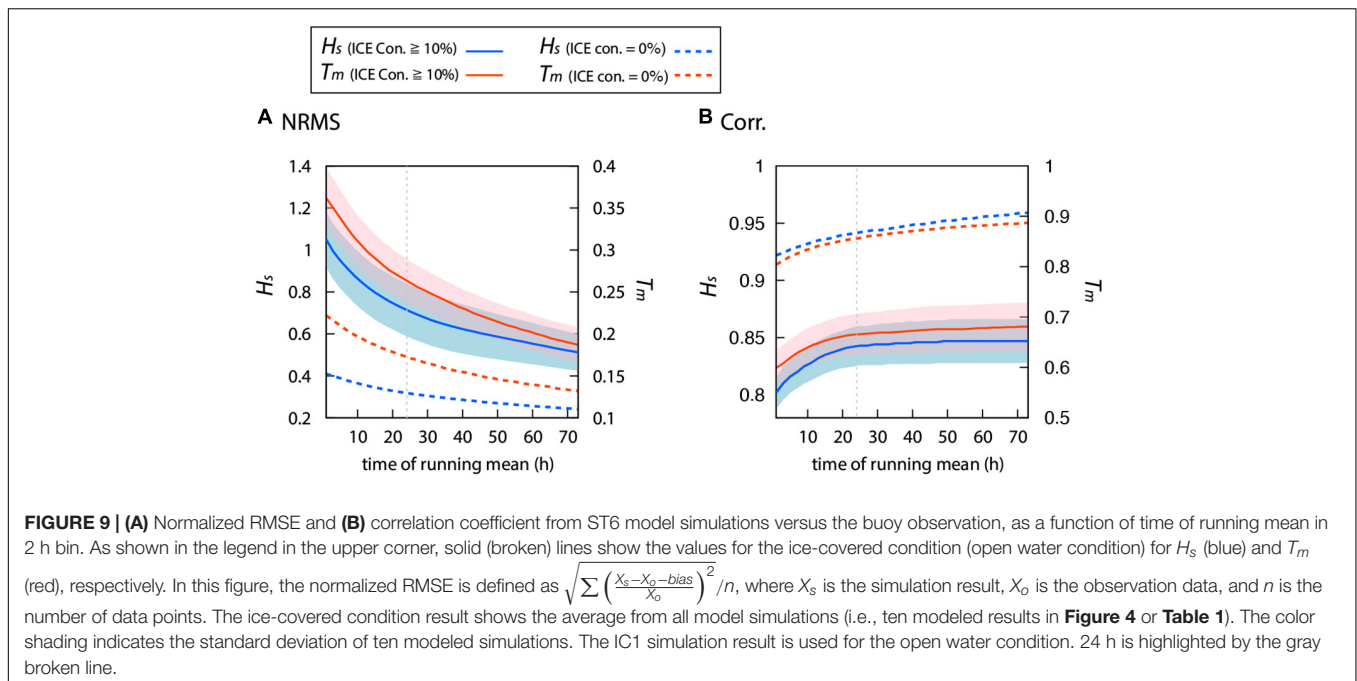 Hs (ICE Con. ≧ 10%)
Hs (ICE con. = 0%)
Tm (ICE Con. ≧ 10%)
Tm (ICE con. = 0%)
A NRMS
1.4
1.2
1
0.8
0.6
0.4
0.2
Hs
0.4
0.35
0.3
0.25
0.2
0.15
0.1
Tm
10 20 30 40 50 60 70
time of running mean (h)
B Corr.
1
0.95
0.9
0.85
0.8
Hs
1
0.9
0.8
0.7
0.6
0.5
Tm
10 20 30 40 50 60 70
time of running mean (h)
FIGURE 9 | (A) Normalized RMSE and (B) correlation coefficient from ST6 model simulations versus the buoy observation, as a function of time of running mean in
2 h bin. As shown in the legend in the upper corner, solid (broken) lines show the values for the ice-covered condition (open water condition) for Hs (blue) and Tm
(red), respectively. In this figure, the normalized RMSE is defined as √∑((Xs−Xo−bias)/Xo)²/n, where Xs is the simulation result, Xo is the observation data, and n is the
number of data points. The ice-covered condition result shows the average from all model simulations (i.e., ten modeled results in Figure 4 or Table 1). The color
shading indicates the standard deviation of ten modeled simulations. The IC1 simulation result is used for the open water condition. 24 h is highlighted by the gray
broken line.